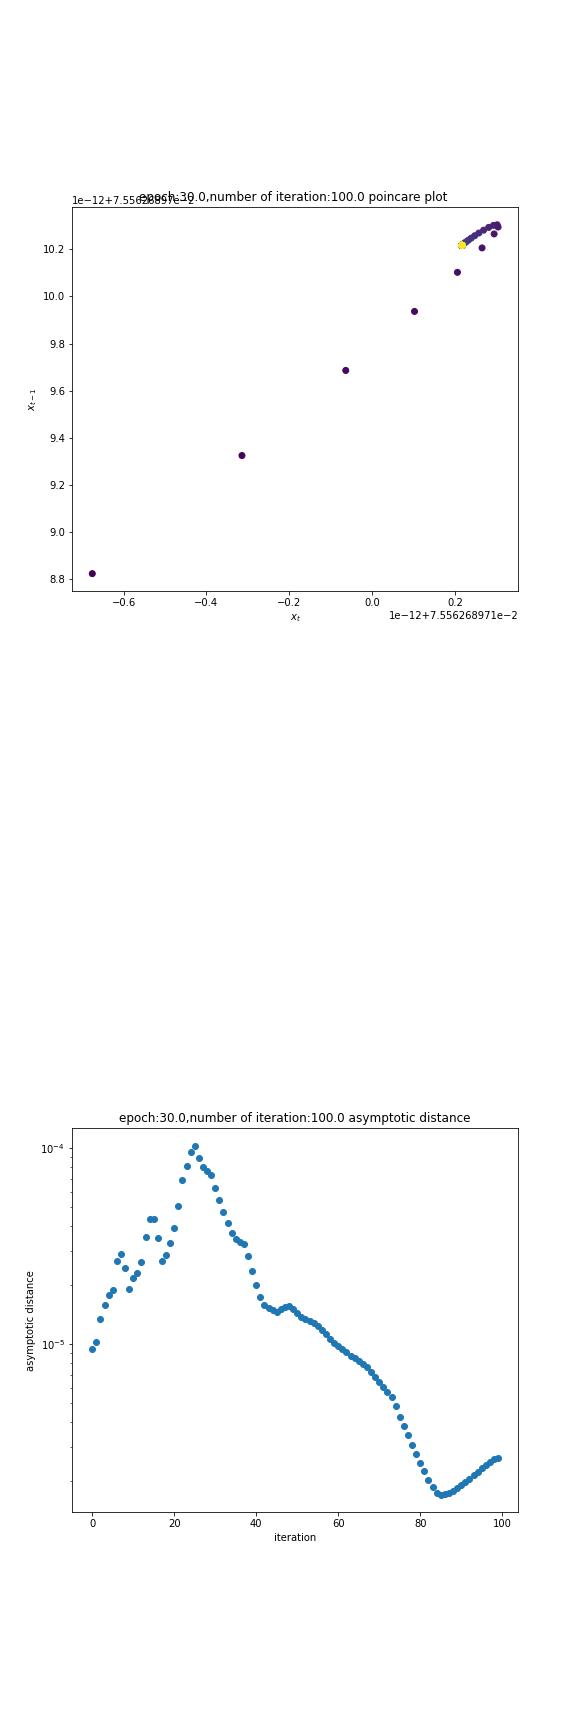 epoch:30.0,number of iteration:100.0 poincare plot
1e−12+7.55626897e−2
10.2
10.0
9.8
9.6
9.4
9.2
9.0
8.8
x_{t−1}
−0.6 −0.4 −0.2 0.0 0.2
x_t
1e−12+7.556268971e−2
epoch:30.0,number of iteration:100.0 asymptotic distance
10^{−4}
10^{−5}
asymptotic distance
0 20 40 60 80 100
iteration